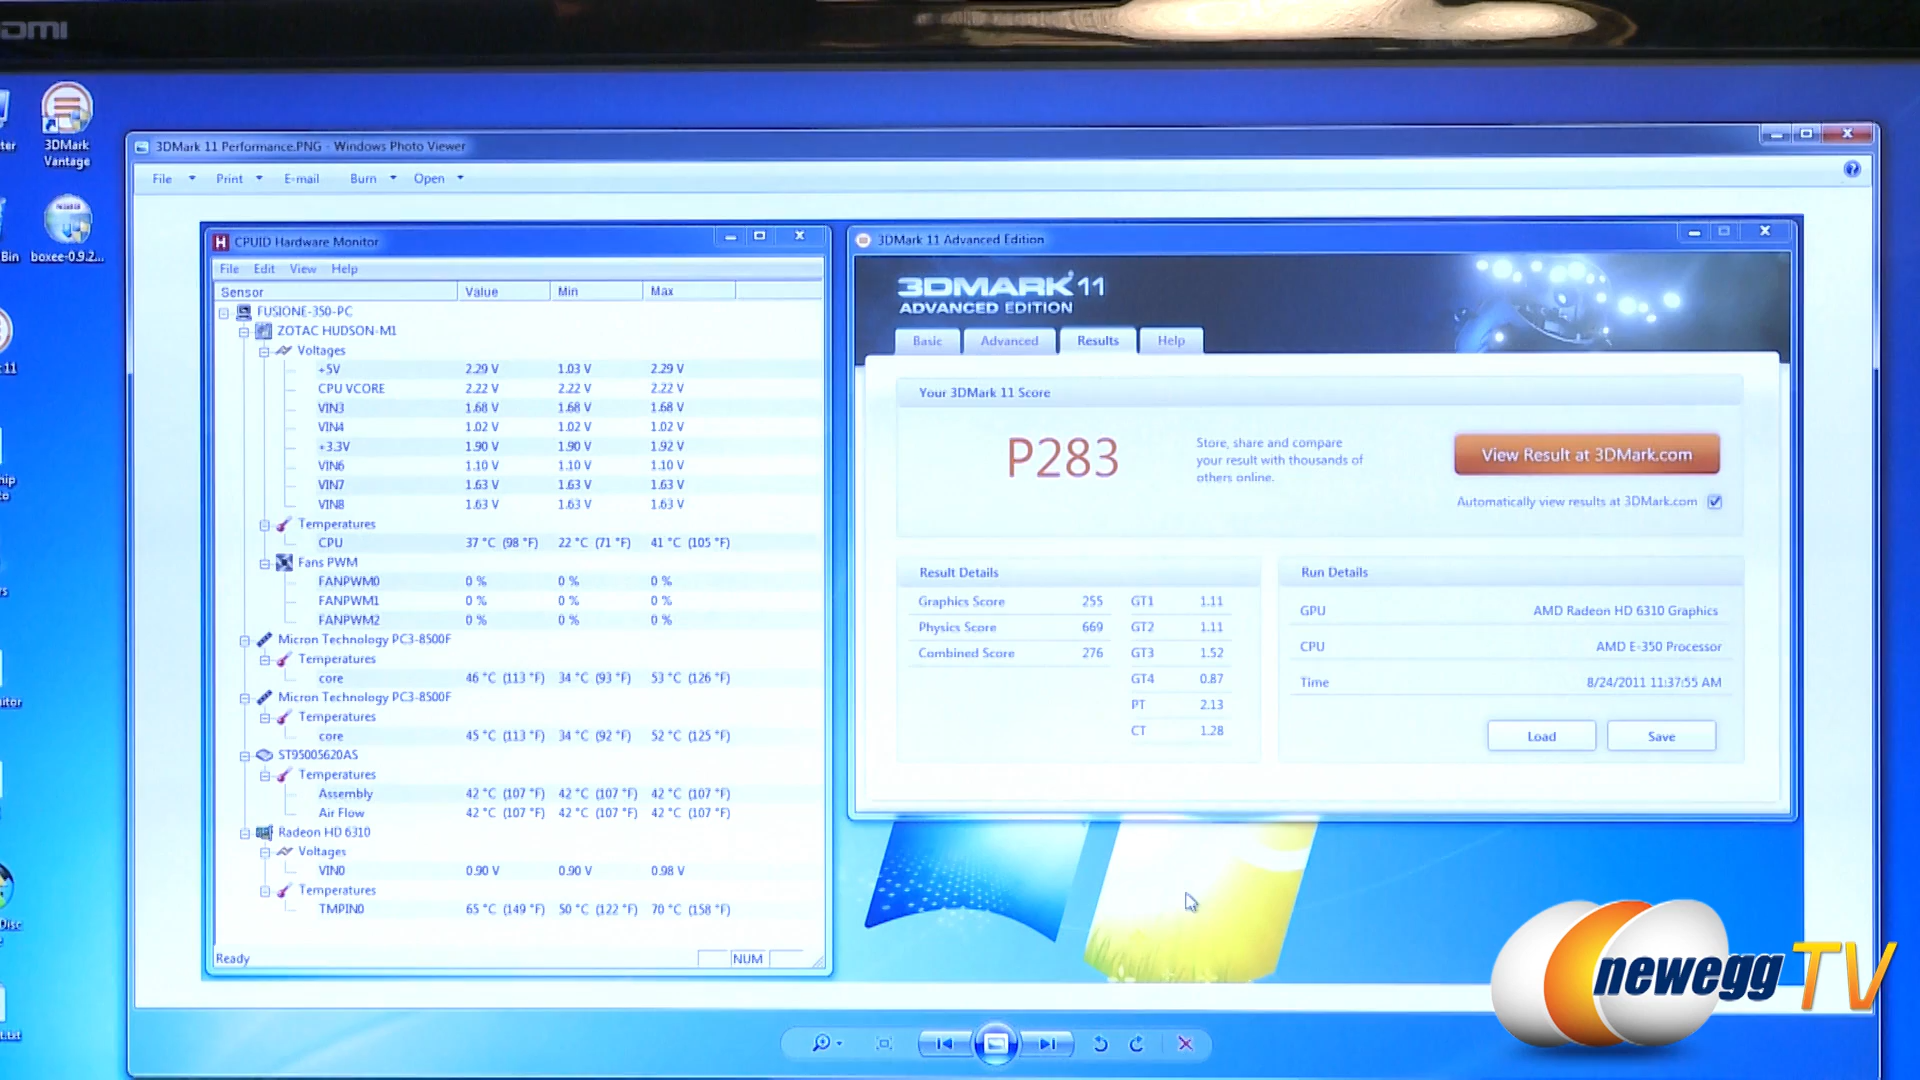 HDMI
3DMark
Vantage
boxee-0.9.2...
Bin
11
3DMark 11 Performance.PNG - Windows Photo Viewer
File Print E-mail Burn Open
CPUID Hardware Monitor
File Edit View Help
Sensor Value Min Max
FUSIONE-350-PC
ZOTAC HUDSON-M1
Voltages
+5V 2.29 V 1.03 V 2.29 V
CPU VCORE 2.22 V 2.22 V 2.22 V
VIN3 1.68 V 1.68 V 1.68 V
VIN4 1.02 V 1.02 V 1.02 V
+3.3V 1.90 V 1.90 V 1.92 V
VIN6 1.10 V 1.10 V 1.10 V
VIN7 1.63 V 1.63 V 1.63 V
VIN8 1.63 V 1.63 V 1.63 V
Temperatures
CPU 37 °C (98 °F) 22 °C (71 °F) 41 °C (105 °F)
Fans PWM
FANPWM0 0 % 0 % 0 %
FANPWM1 0 % 0 % 0 %
FANPWM2 0 % 0 % 0 %
Micron Technology PC3-8500F
Temperatures
core 46 °C (113 °F) 34 °C (93 °F) 53 °C (126 °F)
Micron Technology PC3-8500F
Temperatures
core 45 °C (113 °F) 34 °C (92 °F) 52 °C (125 °F)
ST95005620AS
Temperatures
Assembly 42 °C (107 °F) 42 °C (107 °F) 42 °C (107 °F)
Air Flow 42 °C (107 °F) 42 °C (107 °F) 42 °C (107 °F)
Radeon HD 6310
Voltages
VIN0 0.90 V 0.90 V 0.98 V
Temperatures
TMPIN0 65 °C (149 °F) 50 °C (122 °F) 70 °C (158 °F)
Ready NUM
3DMark 11 Advanced Edition
3DMARK 11
ADVANCED EDITION
Basic Advanced Results Help
Your 3DMark 11 Score
P283
Store, share and compare
your result with thousands of
others online.
View Result at 3DMark.com
Automatically view results at 3DMark.com
Result Details
Graphics Score 255 GT1 1.11
Physics Score 669 GT2 1.11
Combined Score 276 GT3 1.52
GT4 0.87
PT 2.13
CT 1.28
Run Details
GPU AMD Radeon HD 6310 Graphics
CPU AMD E-350 Processor
Time 8/24/2011 11:37:55 AM
Load Save
newegg TV